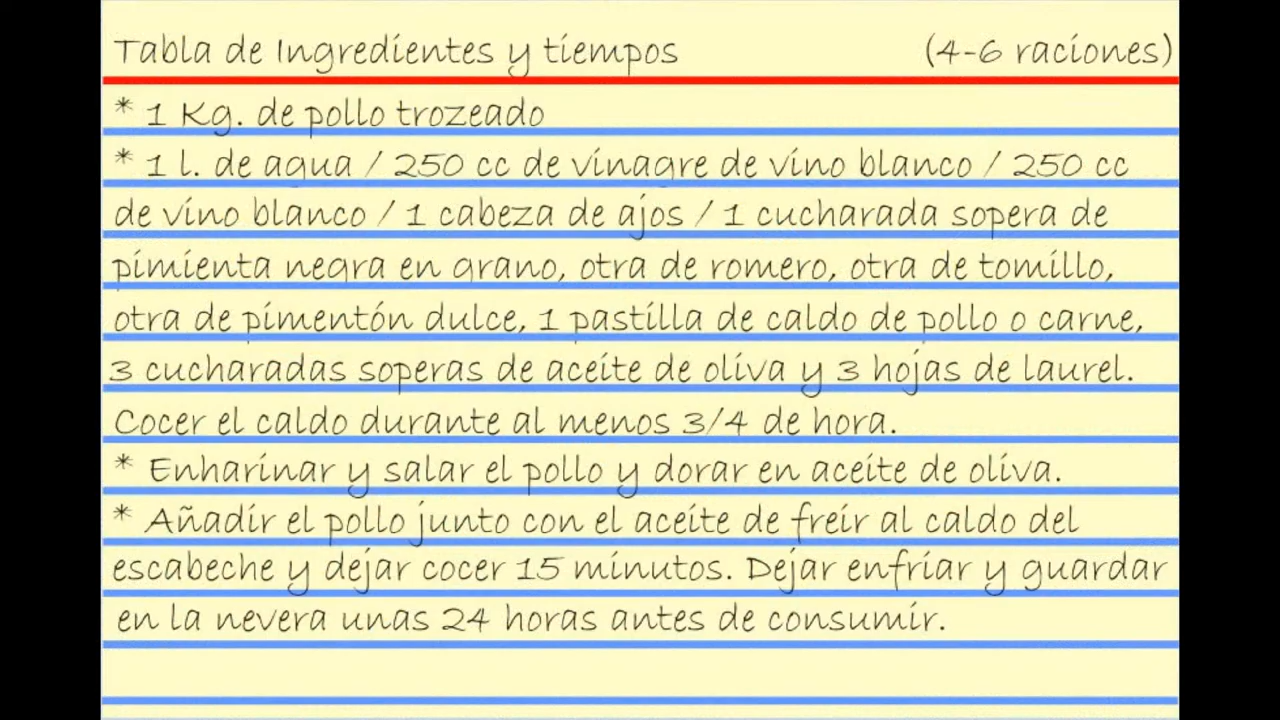 Tabla de Ingredientes y tiempos (4-6 raciones)
* 1 Kg. de pollo trozeado
* 1 l. de agua / 250 cc de vinagre de vino blanco / 250 cc
de vino blanco / 1 cabeza de ajos / 1 cucharada sopera de
pimienta negra en grano, otra de romero, otra de tomillo,
otra de pimentón dulce, 1 pastilla de caldo de pollo o carne,
3 cucharadas soperas de aceite de oliva y 3 hojas de laurel.
Cocer el caldo durante al menos 3/4 de hora.
* Enharinar y salar el pollo y dorar en aceite de oliva.
* Añadir el pollo junto con el aceite de freir al caldo del
escabeche y dejar cocer 15 minutos. Dejar enfriar y guardar
en la nevera unas 24 horas antes de consumir.